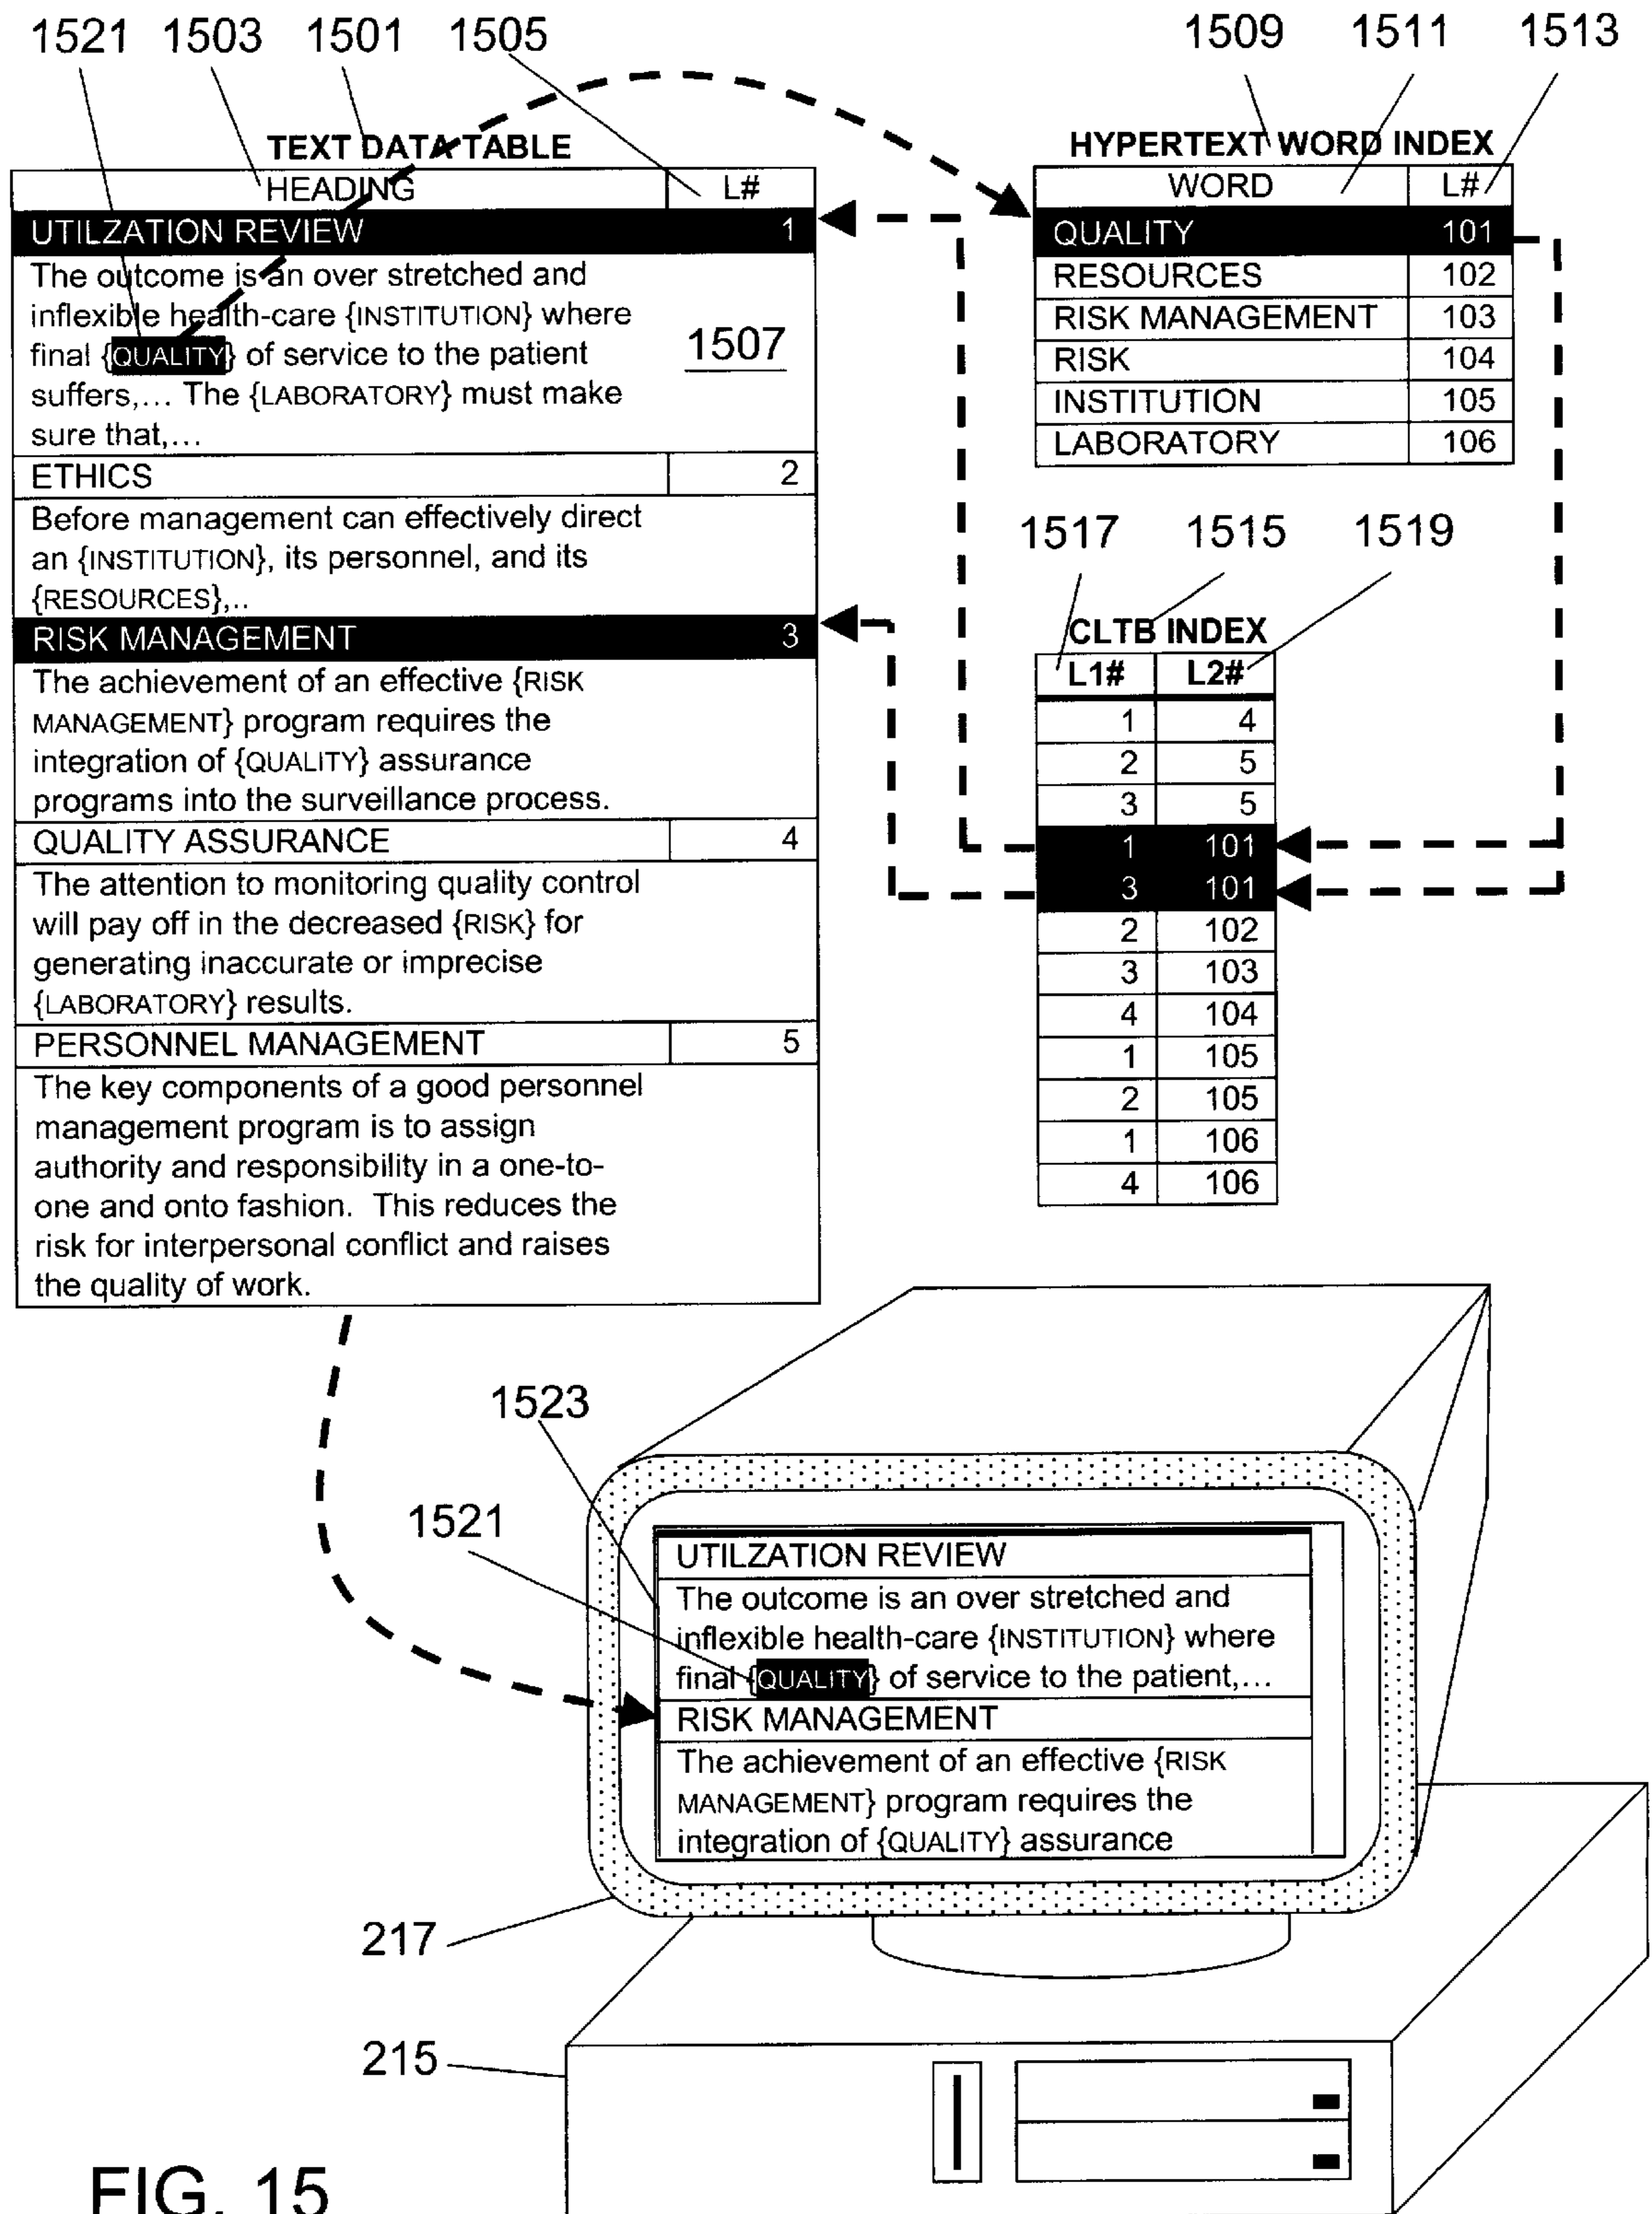 1521 1503 1501 1505
1509 1511 1513
TEXT DATA TABLE
HEADING L#
UTILZATION REVIEW 1
The outcome is an over stretched and
inflexible health-care {INSTITUTION} where
final {QUALITY} of service to the patient
suffers,... The {LABORATORY} must make
sure that,...
1507
ETHICS 2
Before management can effectively direct
an {INSTITUTION}, its personnel, and its
{RESOURCES},..
RISK MANAGEMENT 3
The achievement of an effective {RISK
MANAGEMENT} program requires the
integration of {QUALITY} assurance
programs into the surveillance process.
QUALITY ASSURANCE 4
The attention to monitoring quality control
will pay off in the decreased {RISK} for
generating inaccurate or imprecise
{LABORATORY} results.
PERSONNEL MANAGEMENT 5
The key components of a good personnel
management program is to assign
authority and responsibility in a one-to-
one and onto fashion. This reduces the
risk for interpersonal conflict and raises
the quality of work.
HYPERTEXT WORD INDEX
WORD L#
QUALITY 101
RESOURCES 102
RISK MANAGEMENT 103
RISK 104
INSTITUTION 105
LABORATORY 106
1517 1515 1519
CLTB INDEX
L1# L2#
1 4
2 5
3 5
1 101
3 101
2 102
3 103
4 104
1 105
2 105
1 106
4 106
1523
1521
UTILZATION REVIEW
The outcome is an over stretched and
inflexible health-care {INSTITUTION} where
final {QUALITY} of service to the patient,...
RISK MANAGEMENT
The achievement of an effective {RISK
MANAGEMENT} program requires the
integration of {QUALITY} assurance
217
215
FIG. 15